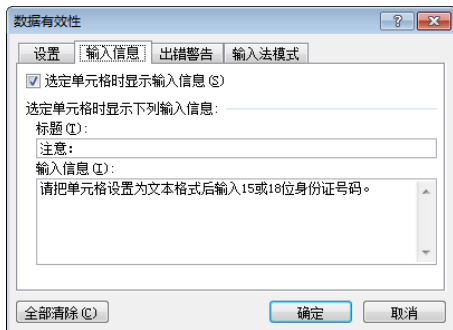 数据有效性
设置 输入信息 出错警告 输入法模式
选定单元格时显示输入信息(S)
选定单元格时显示下列输入信息:
标题(T):
注意:
输入信息(I):
请把单元格设置为文本格式后输入15或18位身份证号码。
全部清除(C) 确定 取消